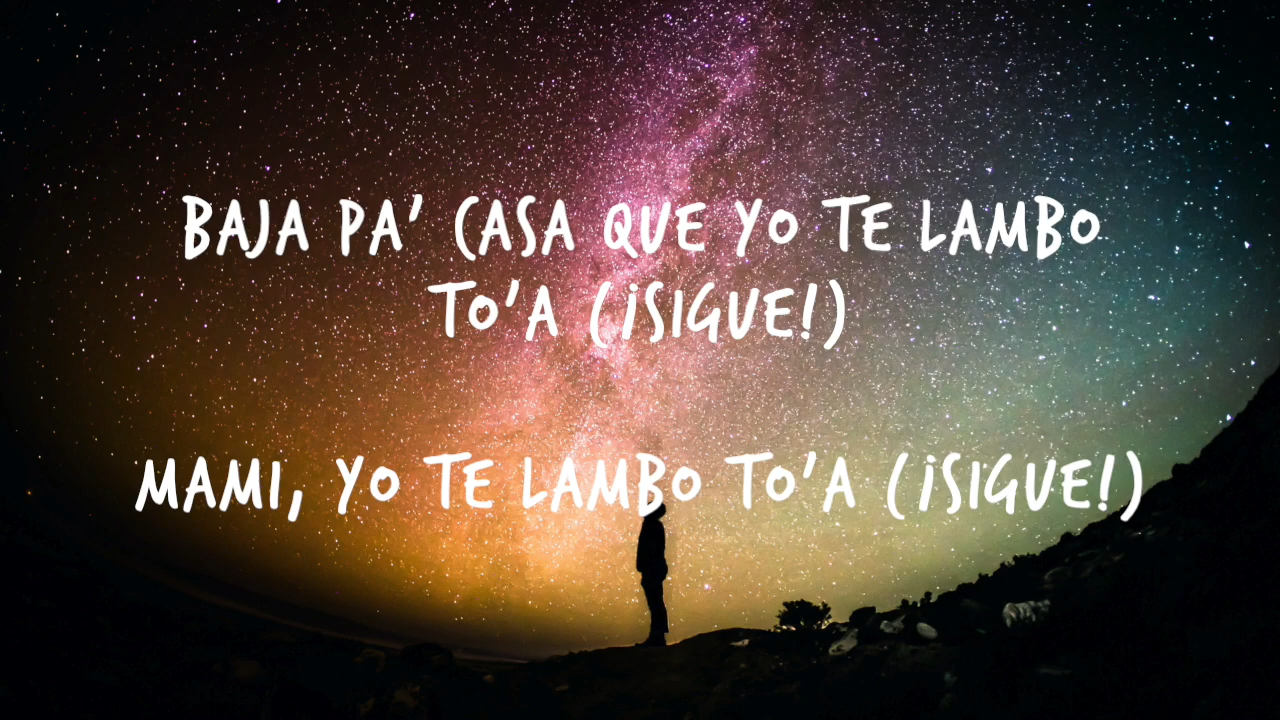 BAJA PA' CASA QUE YO TE LAMBO
TO'A (¡SIGUE!)
MAMI, YO TE LAMBO TO'A (¡SIGUE!)